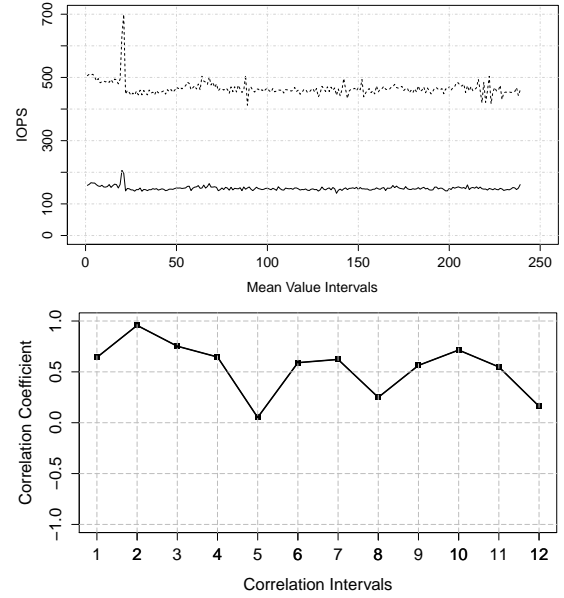 700
500
300
100
0
IOPS
0 50 100 150 200 250
Mean Value Intervals
1.0
0.5
0.0
−0.5
−1.0
Correlation Coefficient
1 2 3 4 5 6 7 8 9 10 11 12
Correlation Intervals